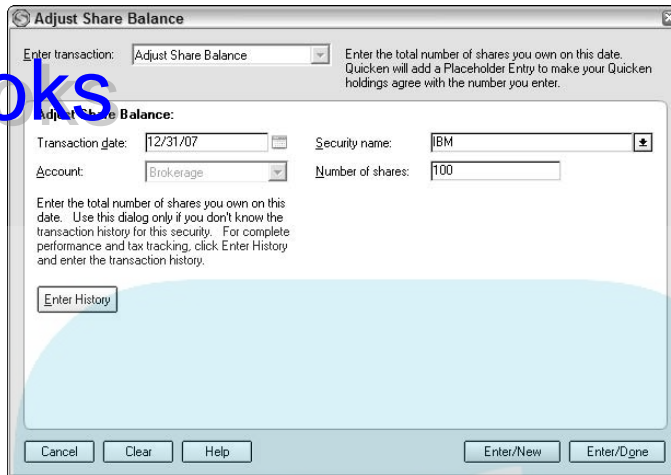 Adjust Share Balance
Enter transaction: Adjust Share Balance
Enter the total number of shares you own on this date.
Quicken will add a Placeholder Entry to make your Quicken
holdings agree with the number you enter.
oks
Adjust Share Balance:
Transaction date: 12/31/07 Security name: IBM
Account: Brokerage Number of shares: 100
Enter the total number of shares you own on this
date. Use this dialog only if you don't know the
transaction history for this security. For complete
performance and tax tracking, click Enter History
and enter the transaction history.
Enter History
Cancel Clear Help Enter/New Enter/Done